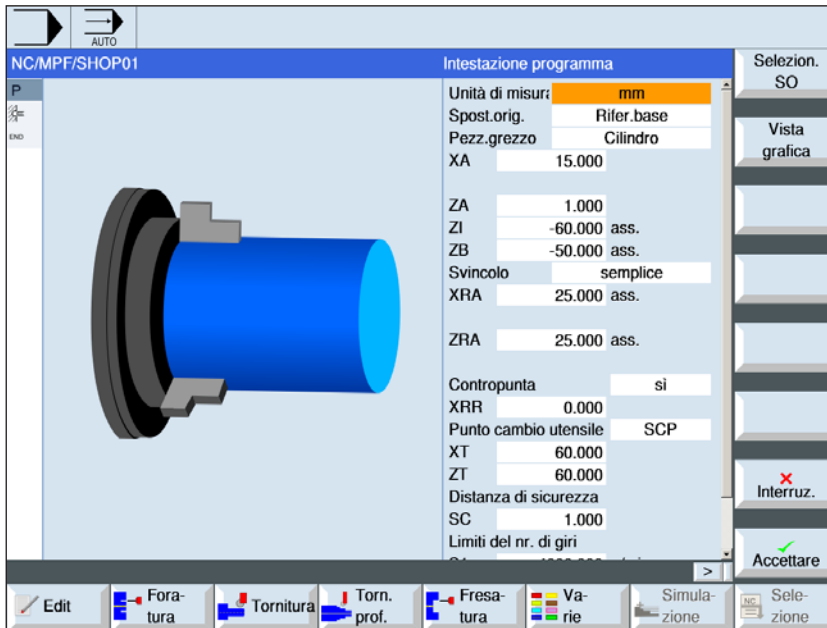 AUTO
NC/MPF/SHOP01
Intestazione programma
P
END
Unità di misura mm
Spost.orig. Rifer.base
Pezz.grezzo Cilindro
XA 15.000
ZA 1.000
ZI -60.000 ass.
ZB -50.000 ass.
Svincolo semplice
XRA 25.000 ass.
ZRA 25.000 ass.
Contropunta sì
XRR 0.000
Punto cambio utensile SCP
XT 60.000
ZT 60.000
Distanza di sicurezza
SC 1.000
Limiti del nr. di giri
>
Selezion.
SO
Vista
grafica
Interruz.
Accettare
Edit
Fora-
tura
Tornitura
Torn.
prof.
Fresa-
tura
Va-
rie
Simula-
zione
NC
Sele-
zione